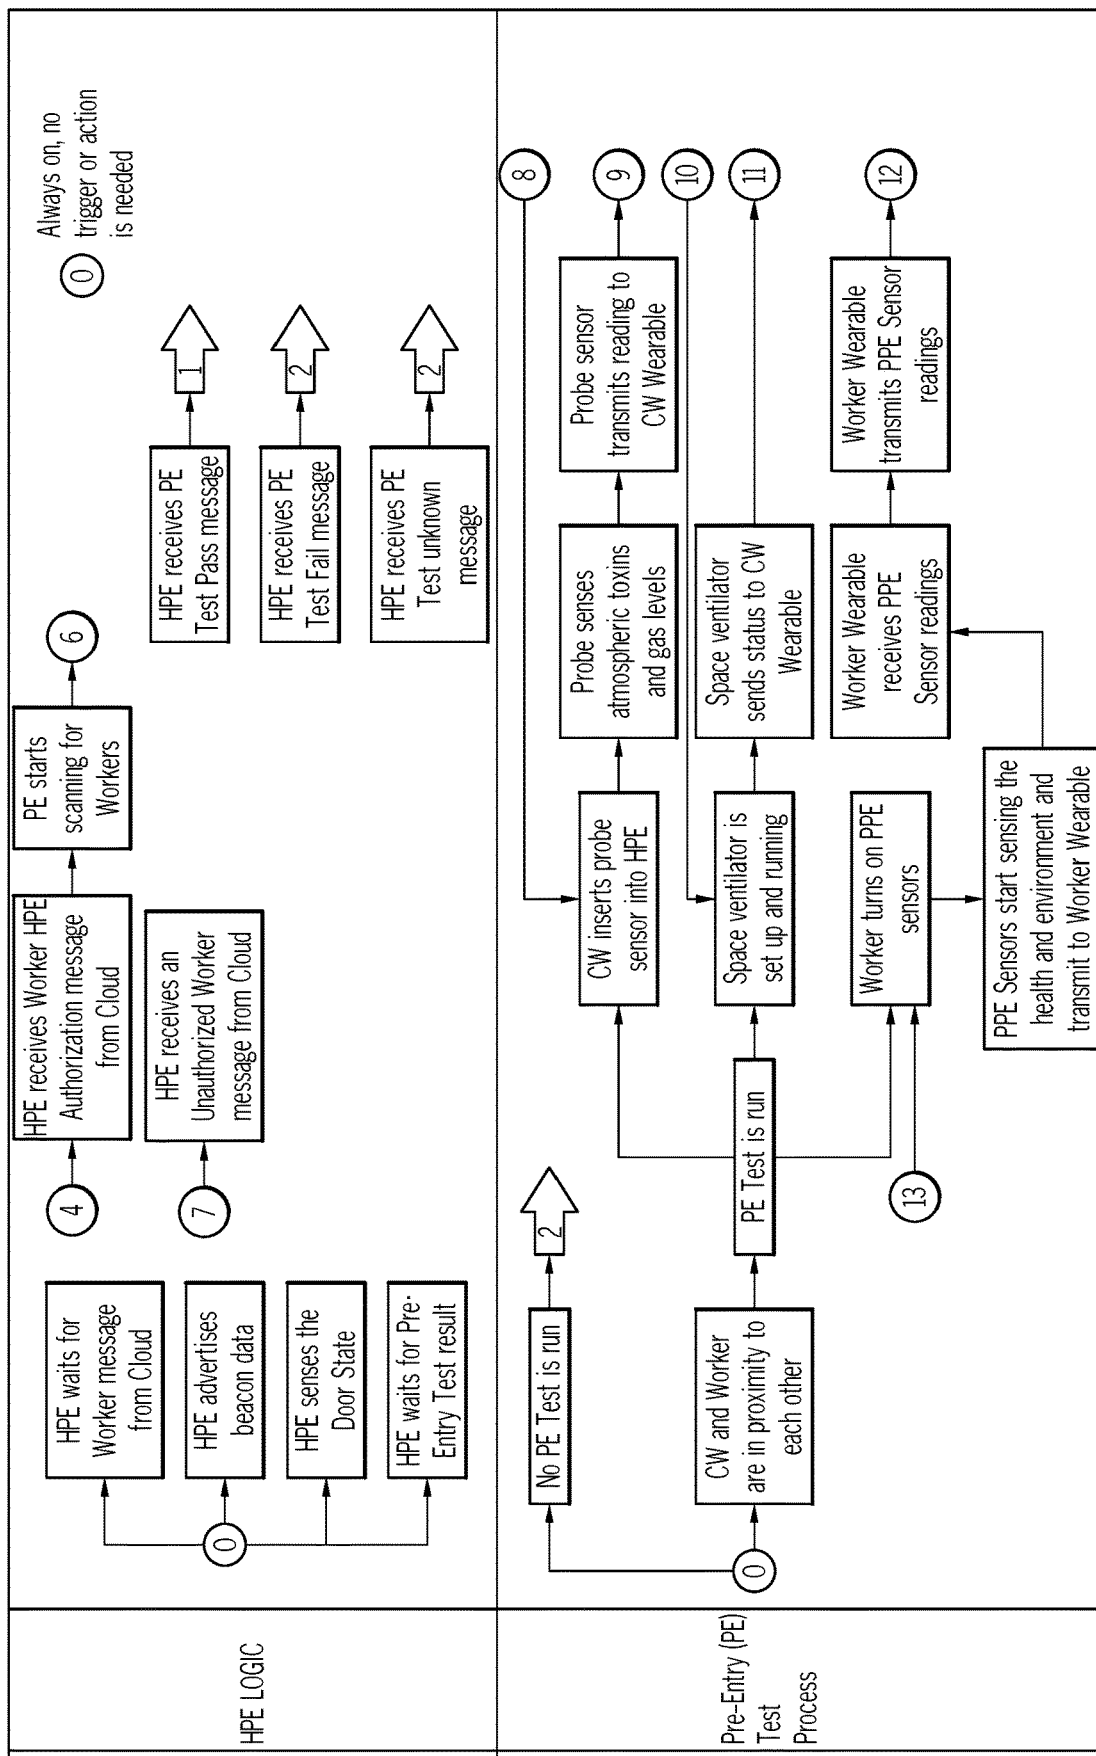 HPE LOGIC
0
HPE waits for
Worker message
from Cloud
HPE advertises
beacon data
HPE senses the
Door State
HPE waits for Pre-
Entry Test result
4
HPE receives Worker HPE
Authorization message
from Cloud
PE starts
scanning for
Workers
6
7
HPE receives an
Unauthorized Worker
message from Cloud
HPE receives PE
Test Pass message
1
HPE receives PE
Test Fail message
2
HPE receives PE
Test unknown
message
2
0
Always on, no
trigger or action
is needed
Pre-Entry (PE)
Test
Process
0
No PE Test is run
2
CW and Worker
are in proximity to
each other
PE Test is run
8
CW inserts probe
sensor into HPE
Probe senses
atmospheric toxins
and gas levels
Probe sensor
transmits reading to
CW Wearable
9
10
Space ventilator is
set up and running
Space ventilator
sends status to CW
Wearable
11
13
Worker turns on PPE
sensors
PPE Sensors start sensing the
health and environment and
transmit to Worker Wearable
Worker Wearable
receives PPE
Sensor readings
Worker Wearable
transmits PPE Sensor
readings
12